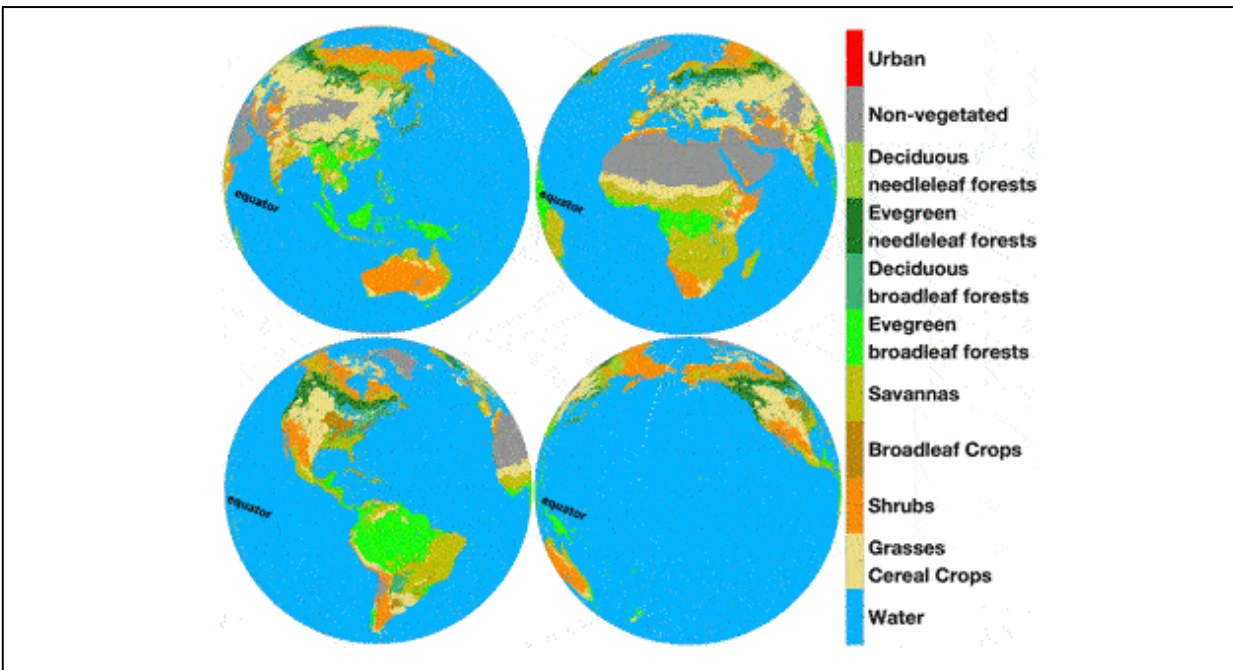 equator
equator
equator
equator
Urban
Non-vegetated
Deciduous
needleleaf forests
Evegreen
needleleaf forests
Deciduous
broadleaf forests
Evegreen
broadleaf forests
Savannas
Broadleaf Crops
Shrubs
Grasses
Cereal Crops
Water